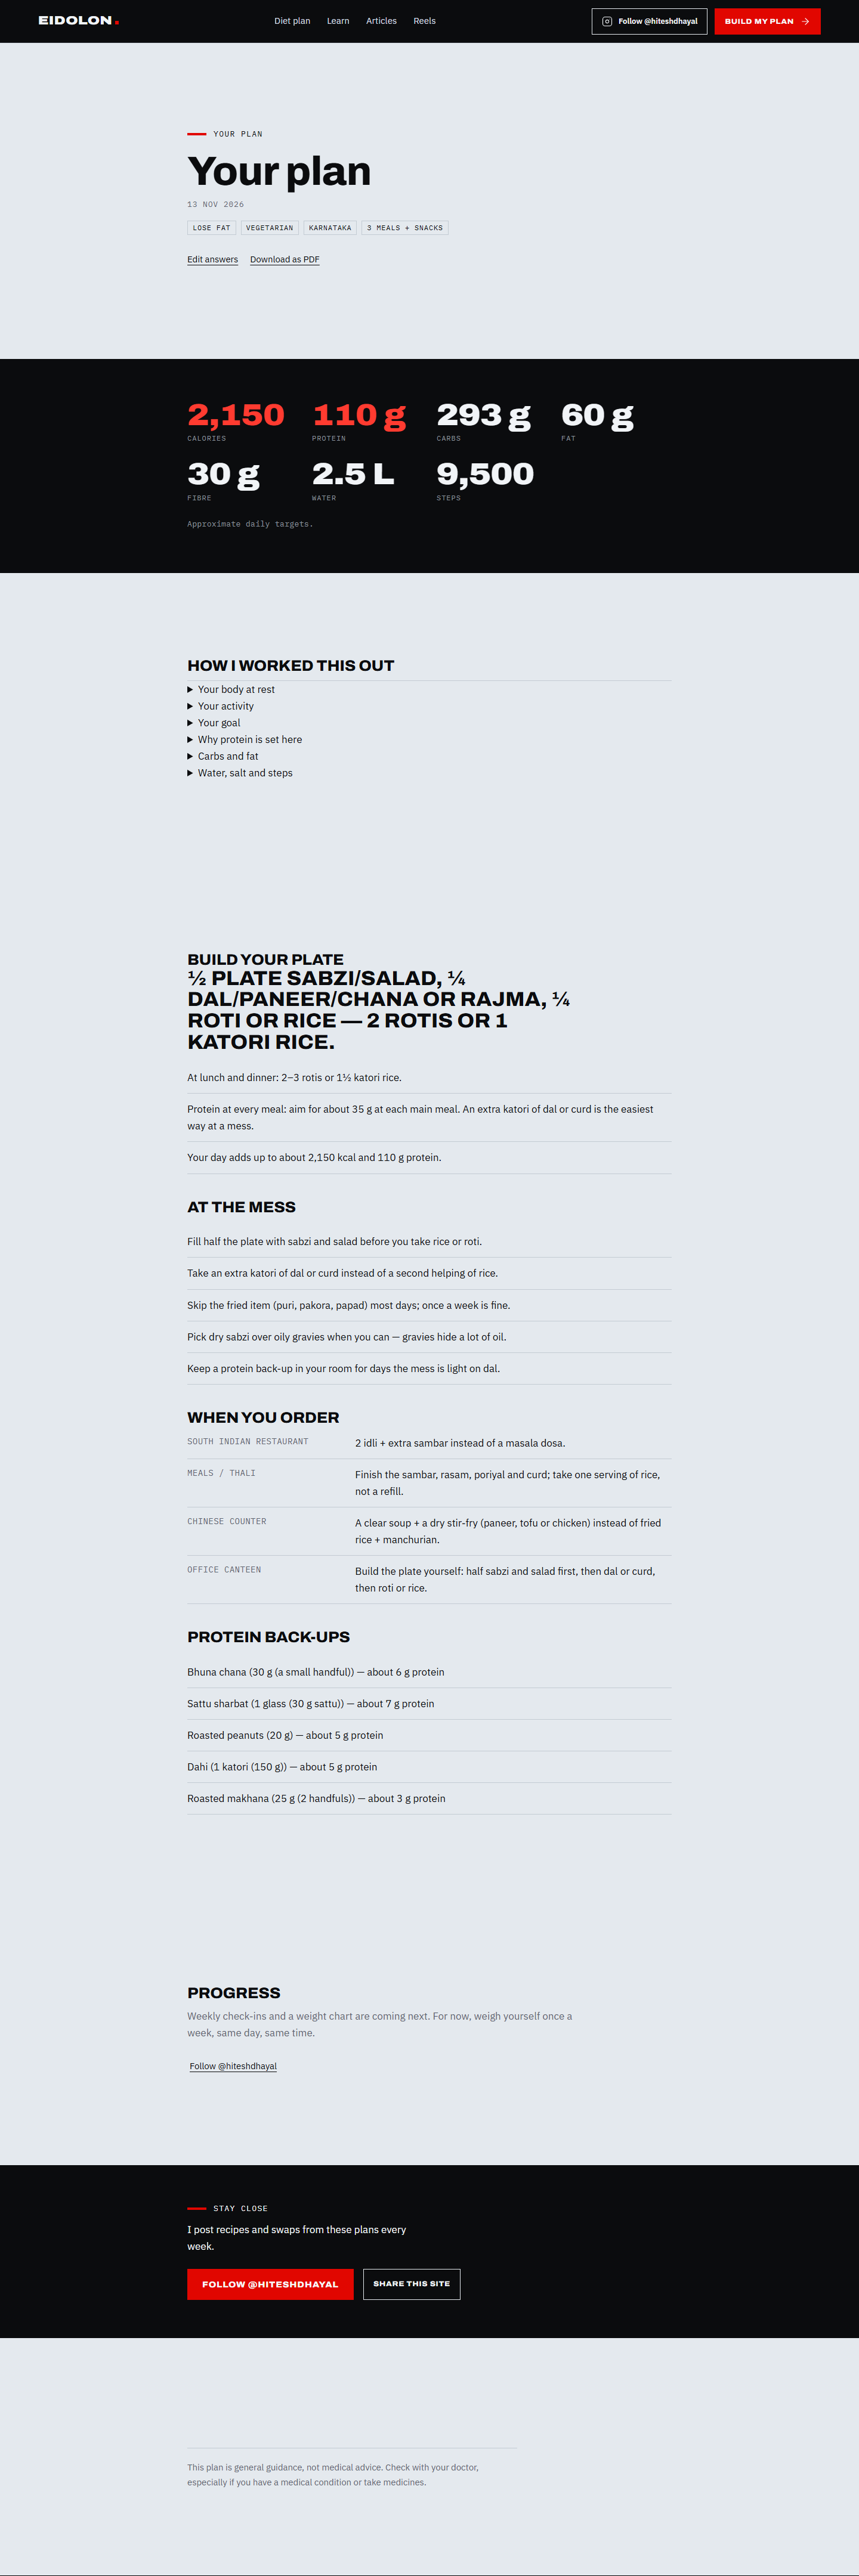 EIDOLON.
Diet plan Learn Articles Reels
Follow @hiteshdhayal
BUILD MY PLAN →
YOUR PLAN
Your plan
13 NOV 2026
LOSE FAT VEGETARIAN KARNATAKA 3 MEALS + SNACKS
Edit answers Download as PDF
2,150 110 g 293 g 60 g
CALORIES PROTEIN CARBS FAT
30 g 2.5 L 9,500
FIBRE WATER STEPS
Approximate daily targets.
HOW I WORKED THIS OUT
Your body at rest
Your activity
Your goal
Why protein is set here
Carbs and fat
Water, salt and steps
BUILD YOUR PLATE
½ PLATE SABZI/SALAD, ¼
DAL/PANEER/CHANA OR RAJMA, ¼
ROTI OR RICE — 2 ROTIS OR 1
KATORI RICE.
At lunch and dinner: 2–3 rotis or 1½ katori rice.
Protein at every meal: aim for about 35 g at each main meal. An extra katori of dal or curd is the easiest
way at a mess.
Your day adds up to about 2,150 kcal and 110 g protein.
AT THE MESS
Fill half the plate with sabzi and salad before you take rice or roti.
Take an extra katori of dal or curd instead of a second helping of rice.
Skip the fried item (puri, pakora, papad) most days; once a week is fine.
Pick dry sabzi over oily gravies when you can — gravies hide a lot of oil.
Keep a protein back-up in your room for days the mess is light on dal.
WHEN YOU ORDER
SOUTH INDIAN RESTAURANT 2 idli + extra sambar instead of a masala dosa.
MEALS / THALI Finish the sambar, rasam, poriyal and curd; take one serving of rice,
not a refill.
CHINESE COUNTER A clear soup + a dry stir-fry (paneer, tofu or chicken) instead of fried
rice + manchurian.
OFFICE CANTEEN Build the plate yourself: half sabzi and salad first, then dal or curd,
then roti or rice.
PROTEIN BACK-UPS
Bhuna chana (30 g (a small handful)) — about 6 g protein
Sattu sharbat (1 glass (30 g sattu)) — about 7 g protein
Roasted peanuts (20 g) — about 5 g protein
Dahi (1 katori (150 g)) — about 5 g protein
Roasted makhana (25 g (2 handfuls)) — about 3 g protein
PROGRESS
Weekly check-ins and a weight chart are coming next. For now, weigh yourself once a
week, same day, same time.
Follow @hiteshdhayal
STAY CLOSE
I post recipes and swaps from these plans every
week.
FOLLOW @HITESHDHAYAL SHARE THIS SITE
This plan is general guidance, not medical advice. Check with your doctor,
especially if you have a medical condition or take medicines.